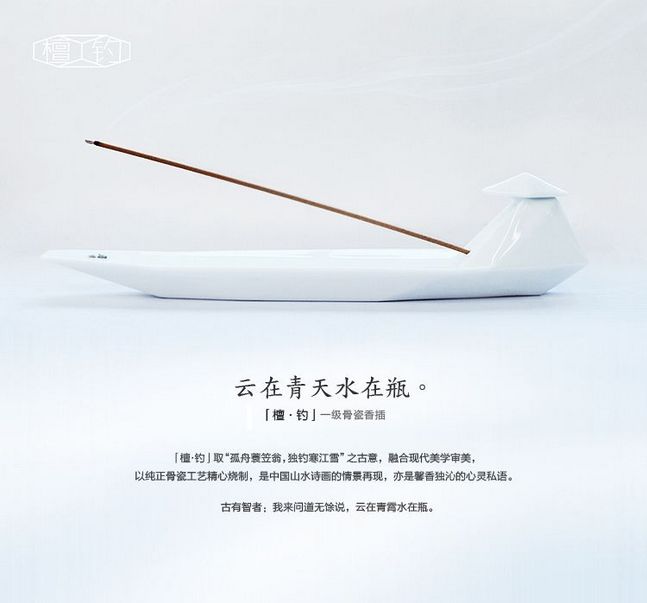 檀钓
云在青天水在瓶。
「檀·钓」一级骨瓷香插
「檀·钓」取“孤舟蓑笠翁，独钓寒江雪”之古意，融合现代美学审美，
以纯正骨瓷工艺精心烧制，是中国山水诗画的情景再现，亦是馨香独沁的心灵私语。
古有智者：我来问道无馀说，云在青霄水在瓶。